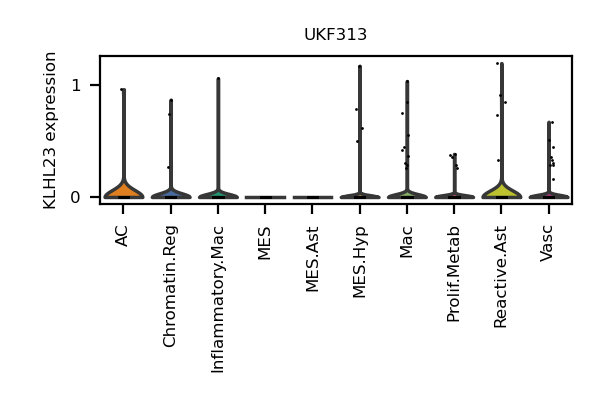 UKF313
KLHL23 expression
1
0
AC
Chromatin.Reg
Inflammatory.Mac
MES
MES.Ast
MES.Hyp
Mac
Prolif.Metab
Reactive.Ast
Vasc